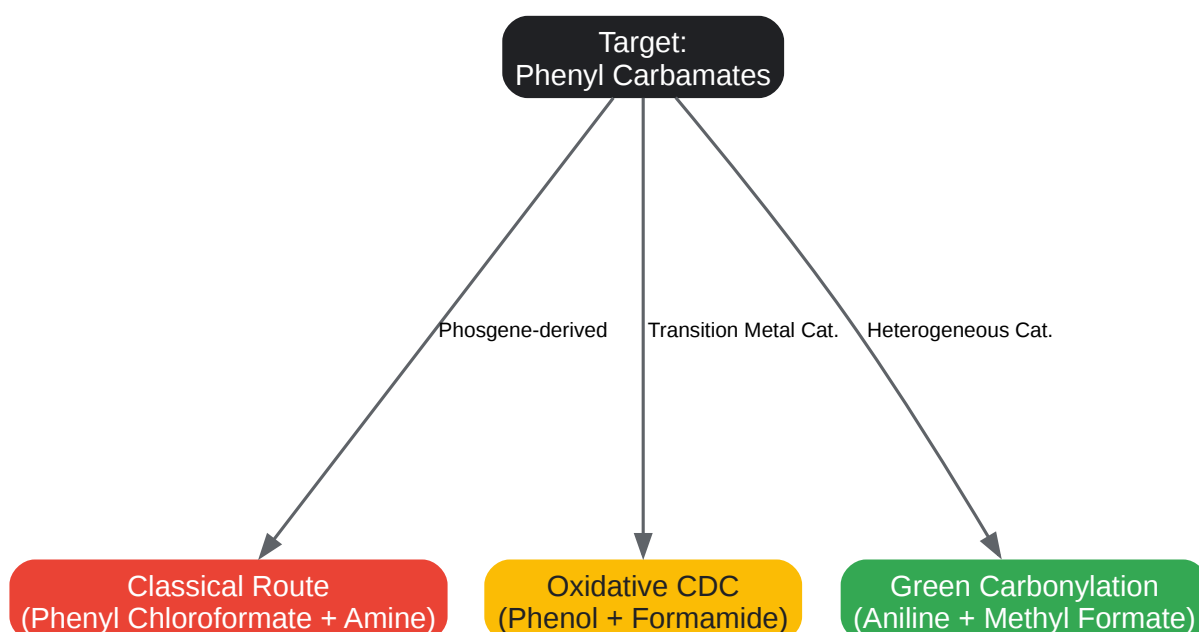 Target:
Phenyl Carbamates
Phosgene-derived
Transition Metal Cat.
Heterogeneous Cat.
Classical Route
(Phenyl Chloroformate + Amine)
Oxidative CDC
(Phenol + Formamide)
Green Carbonylation
(Aniline + Methyl Formate)